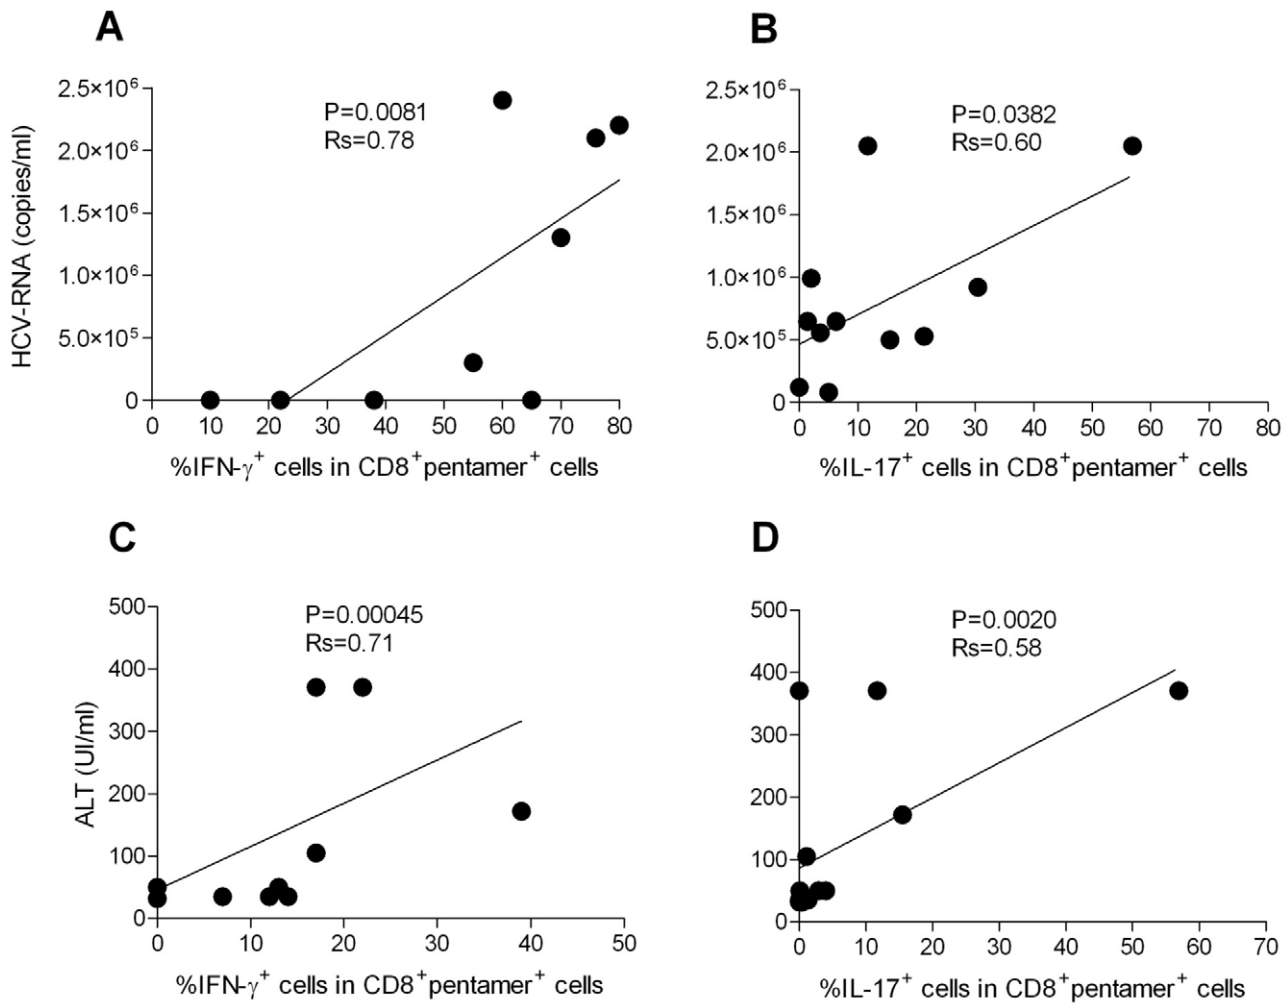 A
HCV-RNA (copies/ml)
2.5×10⁶
2.0×10⁶
1.5×10⁶
1.0×10⁶
5.0×10⁵
0
P=0.0081
Rs=0.78
0 10 20 30 40 50 60 70 80
%IFN-γ⁺ cells in CD8⁺pentamer⁺ cells
B
2.5×10⁶
2.0×10⁶
1.5×10⁶
1.0×10⁶
5.0×10⁵
0
P=0.0382
Rs=0.60
0 10 20 30 40 50 60 70 80
%IL-17⁺ cells in CD8⁺pentamer⁺ cells
C
ALT (UI/ml)
500
400
300
200
100
0
P=0.00045
Rs=0.71
0 10 20 30 40 50
%IFN-γ⁺ cells in CD8⁺pentamer⁺ cells
D
500
400
300
200
100
0
P=0.0020
Rs=0.58
0 10 20 30 40 50 60 70
%IL-17⁺ cells in CD8⁺pentamer⁺ cells